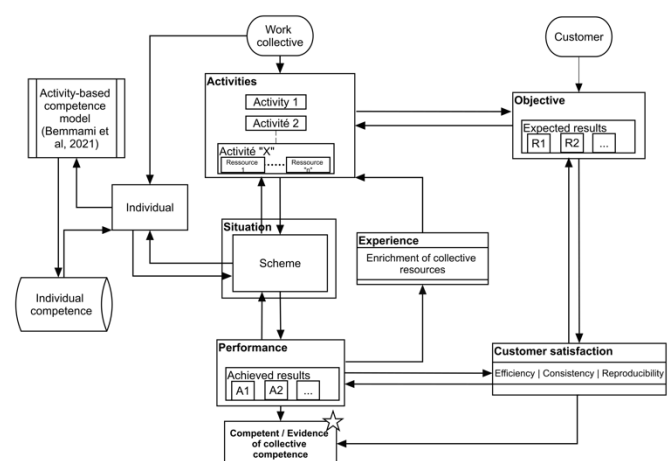 Work
collective
Customer
Activity-based
competence
model
(Bemmami et
al, 2021)
Activities
Activity 1
Activité 2
Activité "X"
Ressource
1
Ressource
"n"
Objective
Expected results
R1
R2
...
Individual
Situation
Scheme
Experience
Enrichment of collective
resources
Individual
competence
Performance
Achieved results
A1
A2
...
Customer satisfaction
Efficiency | Consistency | Reproducibility
Competent / Evidence
of collective
competence